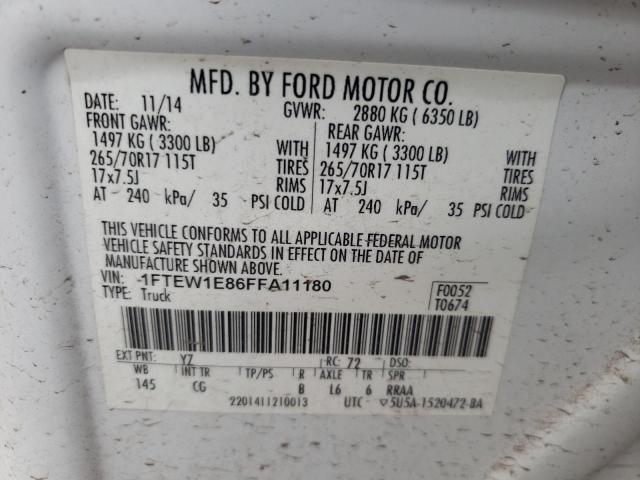 MFD. BY FORD MOTOR CO.
DATE: 11/14 GVWR: 2880 KG ( 6350 LB)
FRONT GAWR: REAR GAWR:
1497 KG ( 3300 LB) WITH 1497 KG ( 3300 LB) WITH
265/70R17 115T TIRES 265/70R17 115T TIRES
17x7.5J RIMS 17x7.5J RIMS
AT 240 kPa/ 35 PSI COLD AT 240 kPa/ 35 PSI COLD
THIS VEHICLE CONFORMS TO ALL APPLICABLE FEDERAL MOTOR
VEHICLE SAFETY STANDARDS IN EFFECT ON THE DATE OF
MANUFACTURE SHOWN ABOVE.
VIN: 1FTEW1E86FFA11180 F0052
TYPE: Truck T0674
EXT PNT: YZ RC: 72 DSO:
WB INT TR TP/PS R AXLE TR SPR
145 CG B L6 6 RRAA
2201411210013 UTC ▽5U5A-1520472-BA